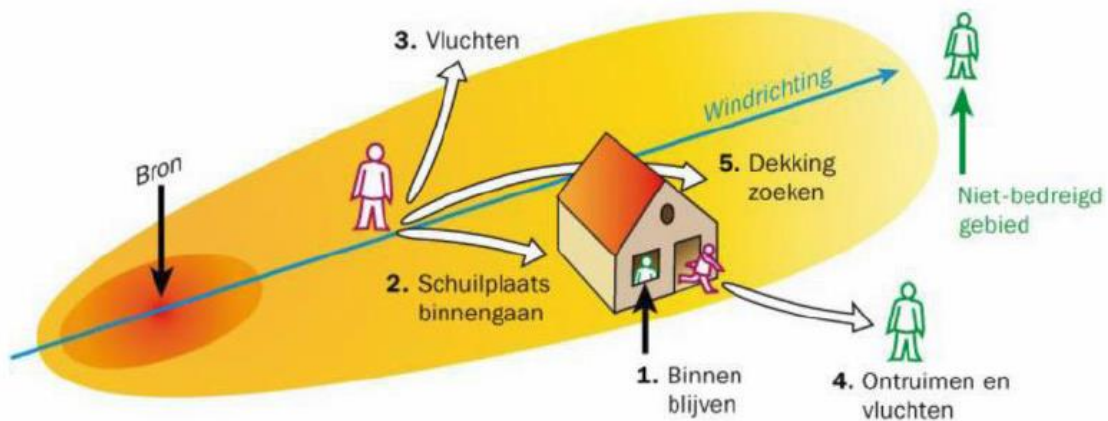 3. Vluchten
Windrichting
Bron
5. Dekking
zoeken
Niet-bedreigd
gebied
2. Schuilplaats
binnengaan
1. Binnen
blijven
4. Ontruimen en
vluchten